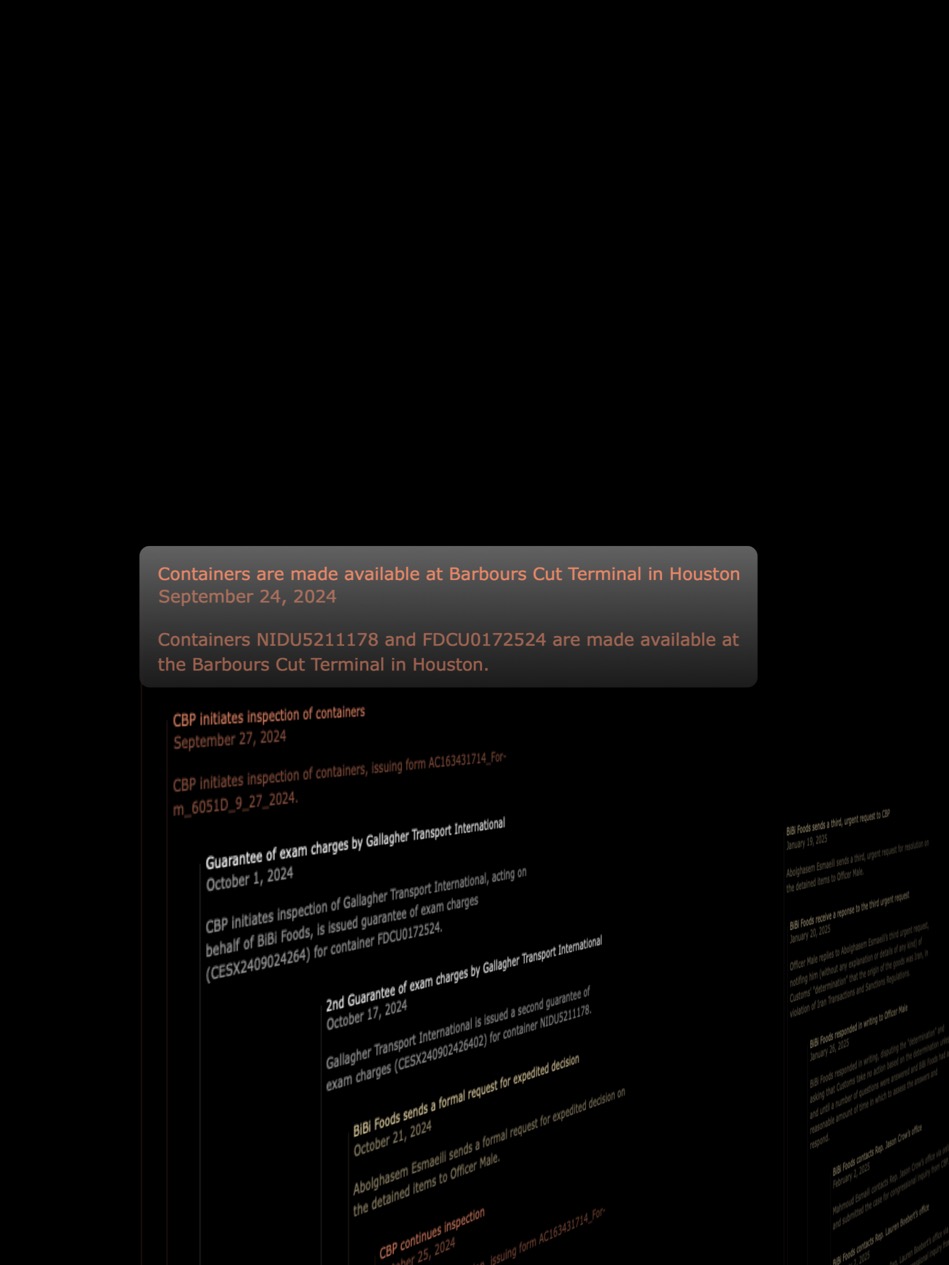 Containers are made available at Barbours Cut Terminal in Houston
September 24, 2024
Containers NIDU5211178 and FDCU0172524 are made available at
the Barbours Cut Terminal in Houston.
CBP initiates inspection of containers
September 27, 2024
CBP initiates inspection of containers, issuing form AC163431714_For-
m_6051D_9_27_2024.
Guarantee of exam charges by Gallagher Transport International
October 1, 2024
CBP initiates inspection of Gallagher Transport International, acting on
behalf of BiBi Foods, is issued guarantee of exam charges
(CESX2409024264) for container FDCU0172524.
2nd Guarantee of exam charges by Gallagher Transport International
October 17, 2024
Gallagher Transport International is issued a second guarantee of
exam charges (CESX240902426402) for container NIDU5211178.
BiBi Foods sends a formal request for expedited decision
October 21, 2024
Abolghasem Esmaeili sends a formal request for expedited decision on
the detained items to Officer Male.
CBP continues inspection
25, 2024
issuing form AC163431714_For-
BiBi Foods sends a third, urgent request to CBP
January 19, 2025
Abolghasem Esmaeili sends a third, urgent request for resolution on
the detained items to Officer Male.
BiBi Foods receive a reponse to the third urgent request
January 20, 2025
Officer Male replies to Abolghasem Esmaeili's third urgent request,
notifing him (without any explanation or details of any kind) of
Customs' "determination" that the origin of the goods was Iran, in
violation of Iran Transactions and Sanctions Regulations.
BiBi Foods responded in writing to Officer Male
January 26, 2025
BiBi Foods responded in writing, disputing the "determination" and
asking that Customs take no action based on the determination
and until a number of questions were answered and BiBi Foods had
reasonable amount of time in which to assess the answers and
respond.
BiBi Foods contacts Rep. Jason Crow's office
February 1, 2025
Mahmoud Esmaili contacts Rep. Jason Crow's office
and submitted the case for congressional inquiry from
BiBi Foods contacts Rep. Lauren Boebert's office
2025
Rep. Lauren Boebert's office